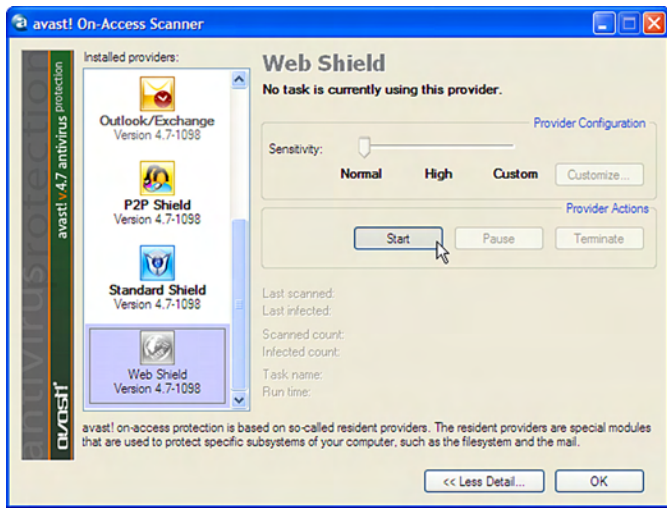 avast! On-Access Scanner
antivirusprotection
avast! v.4.7 antivirus protection
avast!
Installed providers:
Outlook/Exchange
Version 4.7-1098
P2P Shield
Version 4.7-1098
Standard Shield
Version 4.7-1098
Web Shield
Version 4.7-1098
Web Shield
No task is currently using this provider.
Provider Configuration
Sensitivity:
Normal High Custom
Customize...
Provider Actions
Start Pause Terminate
Last scanned:
Last infected:
Scanned count:
Infected count:
Task name:
Run time:
avast! on-access protection is based on so-called resident providers. The resident providers are special modules
that are used to protect specific subsystems of your computer, such as the filesystem and the mail.
<< Less Detail... OK